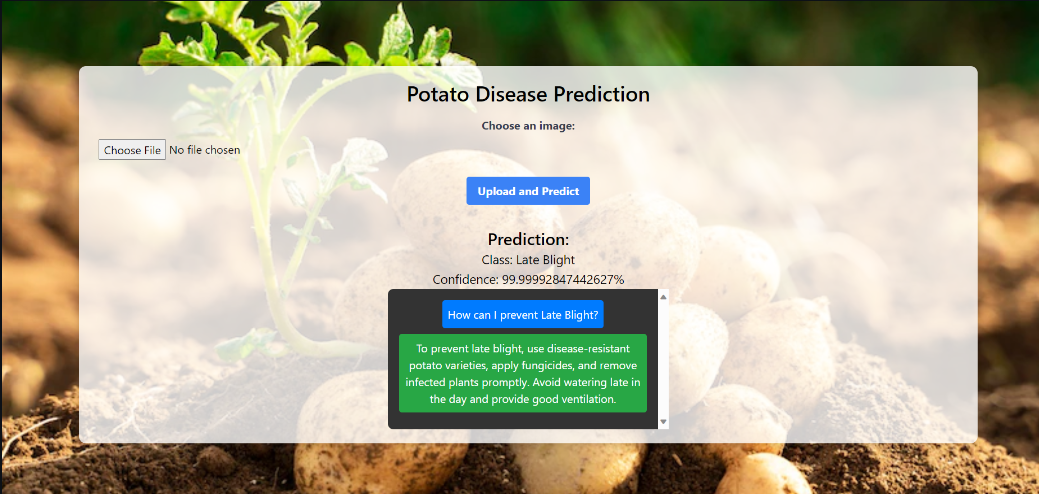 Potato Disease Prediction
Choose an image:
Choose File No file chosen
Upload and Predict
Prediction:
Class: Late Blight
Confidence: 99.99992847442627%
How can I prevent Late Blight?
To prevent late blight, use disease-resistant
potato varieties, apply fungicides, and remove
infected plants promptly. Avoid watering late in
the day and provide good ventilation.